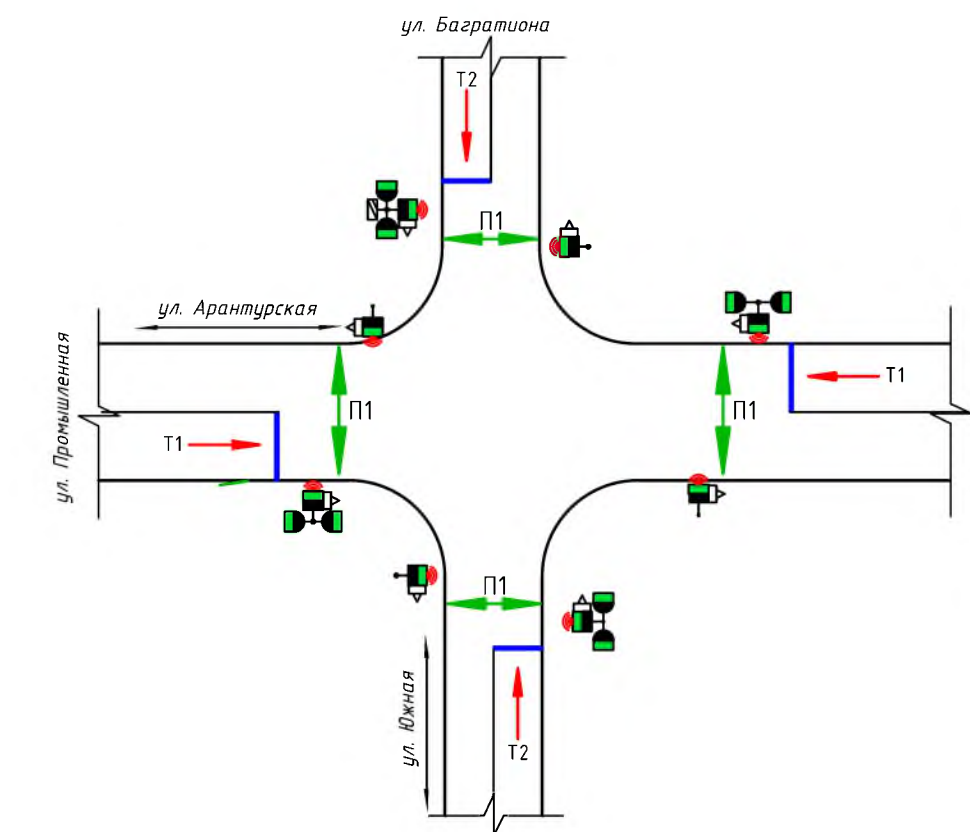 ул. Багратиона
Т2
П1
ул. Арантурская
ул. Промышленная
П1
П1
Т1
Т1
П1
ул. Южная
Т2